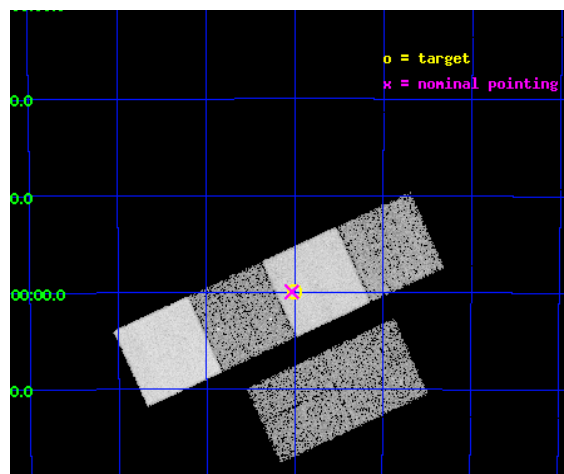 o = target
x = nominal pointing
0.0
0.0
00:00.0
0.0